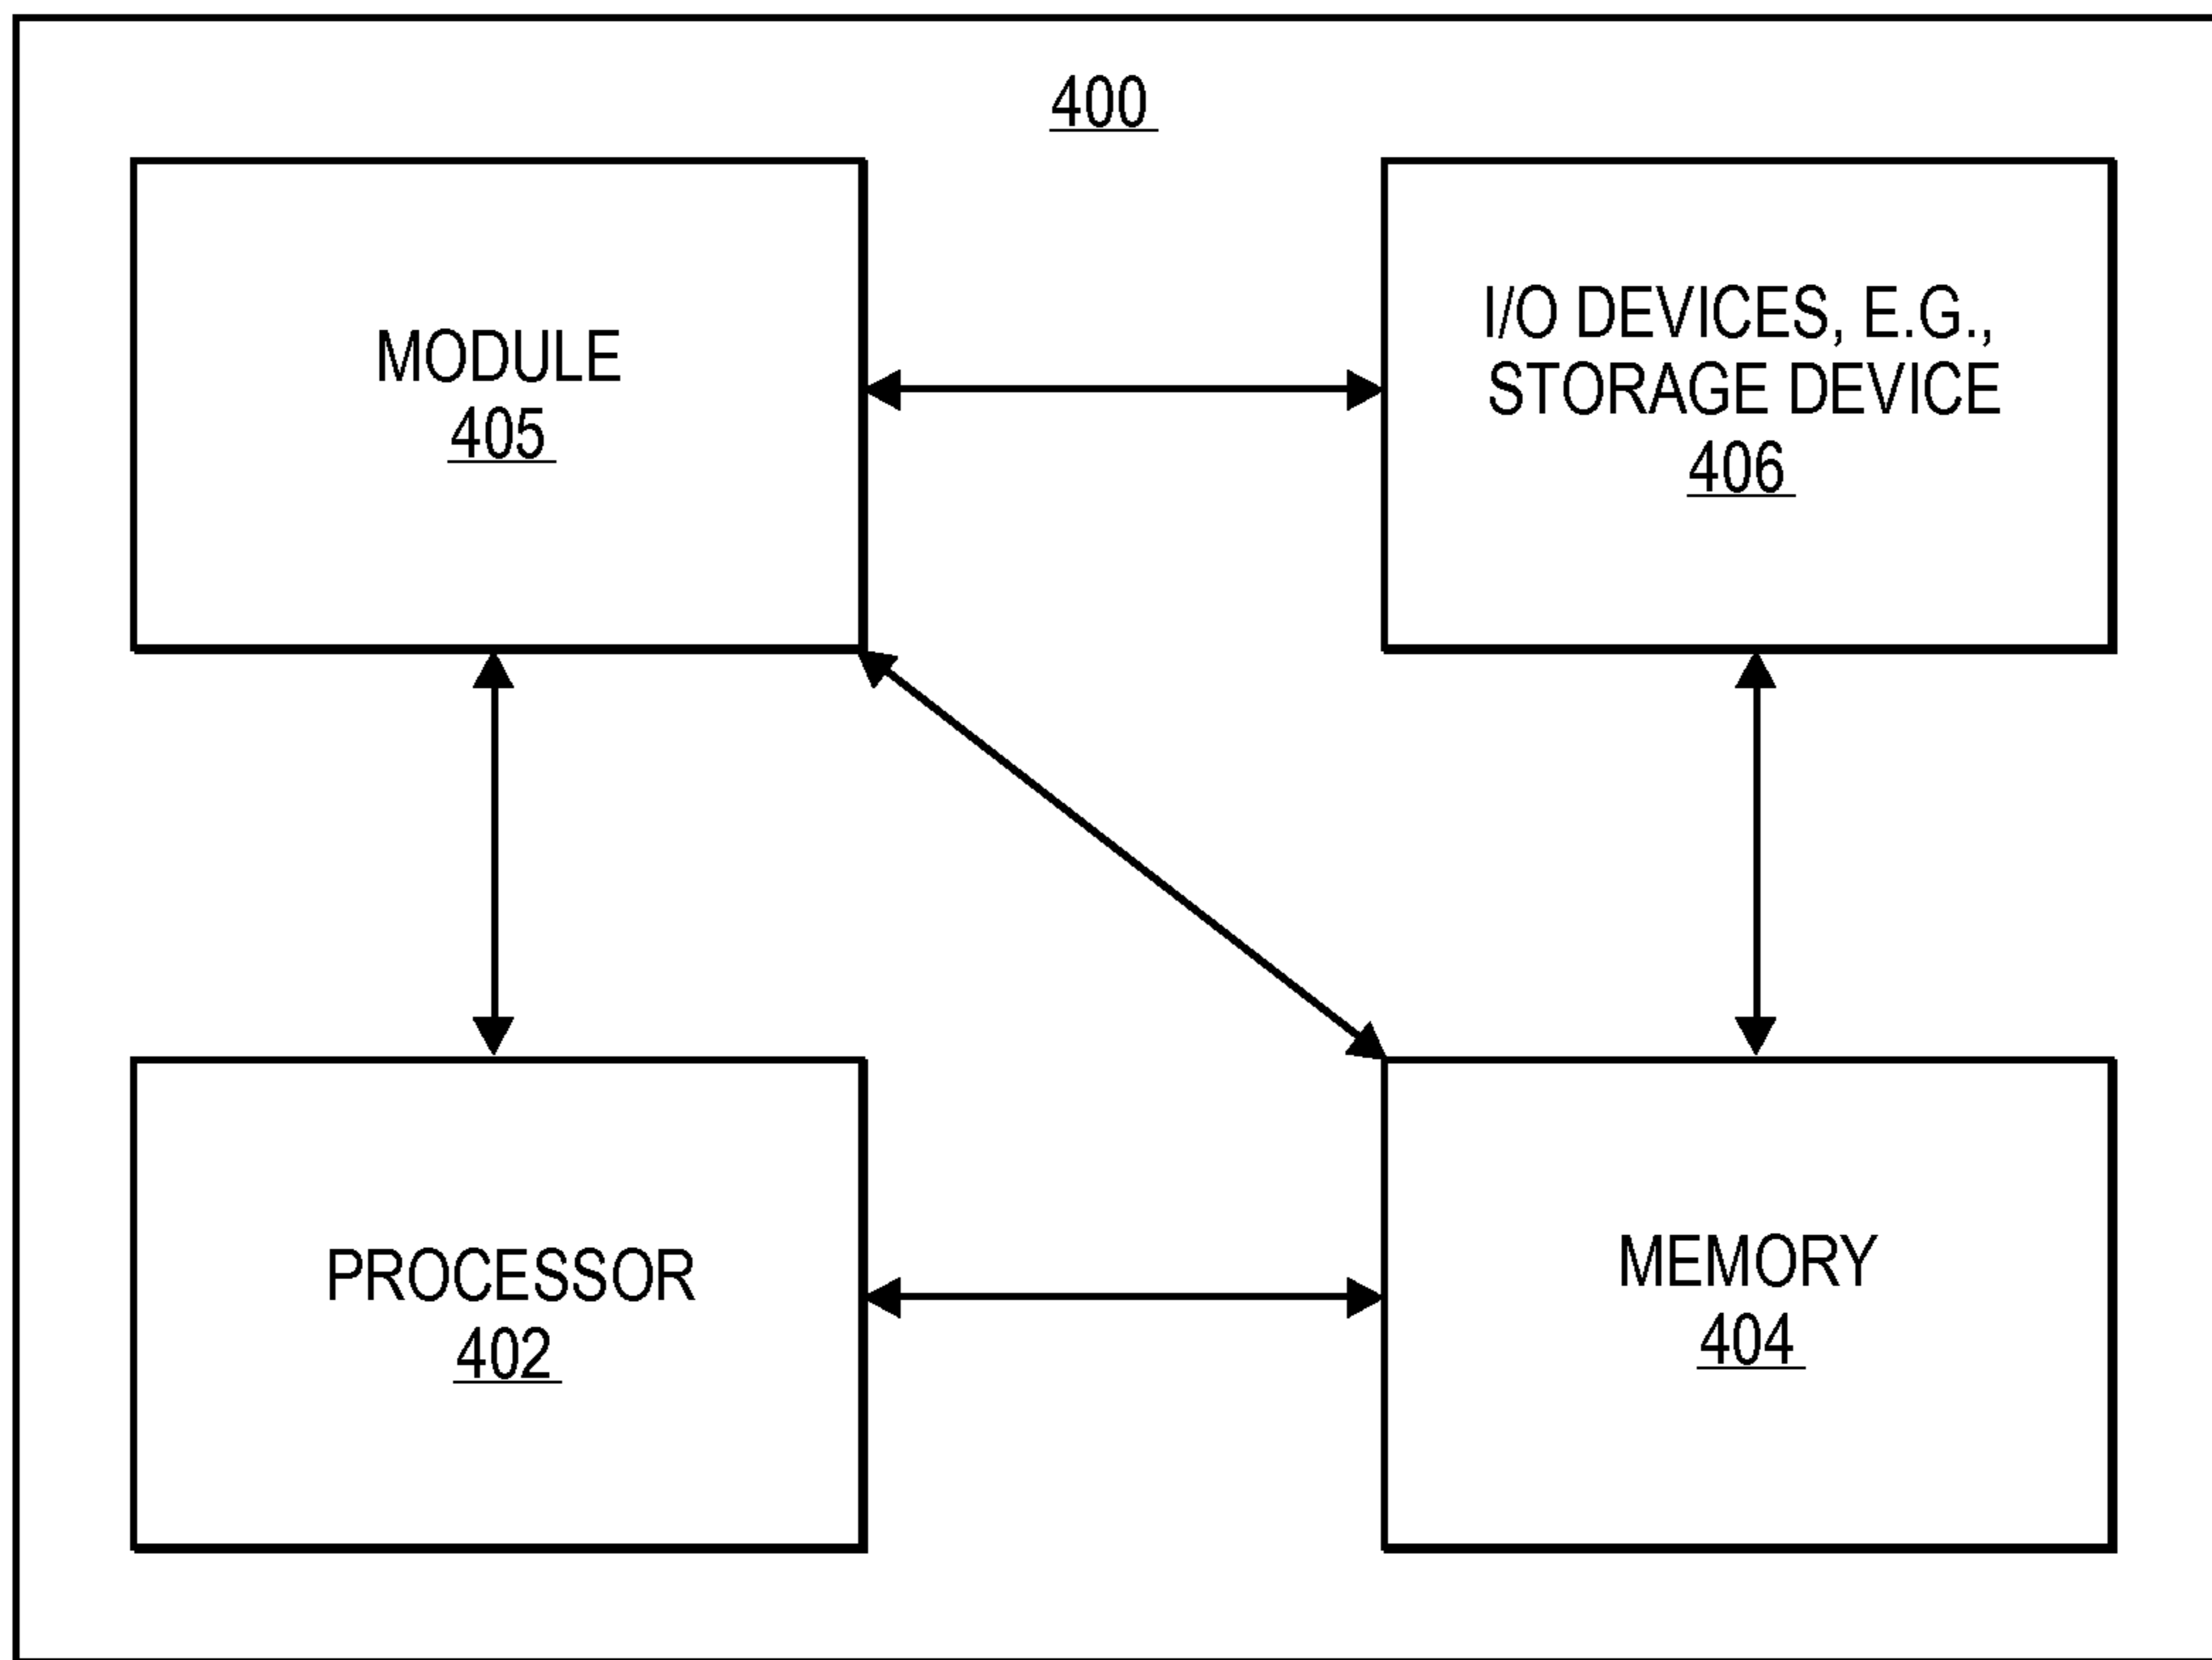 400
MODULE
405
I/O DEVICES, E.G.,
STORAGE DEVICE
406
PROCESSOR
402
MEMORY
404